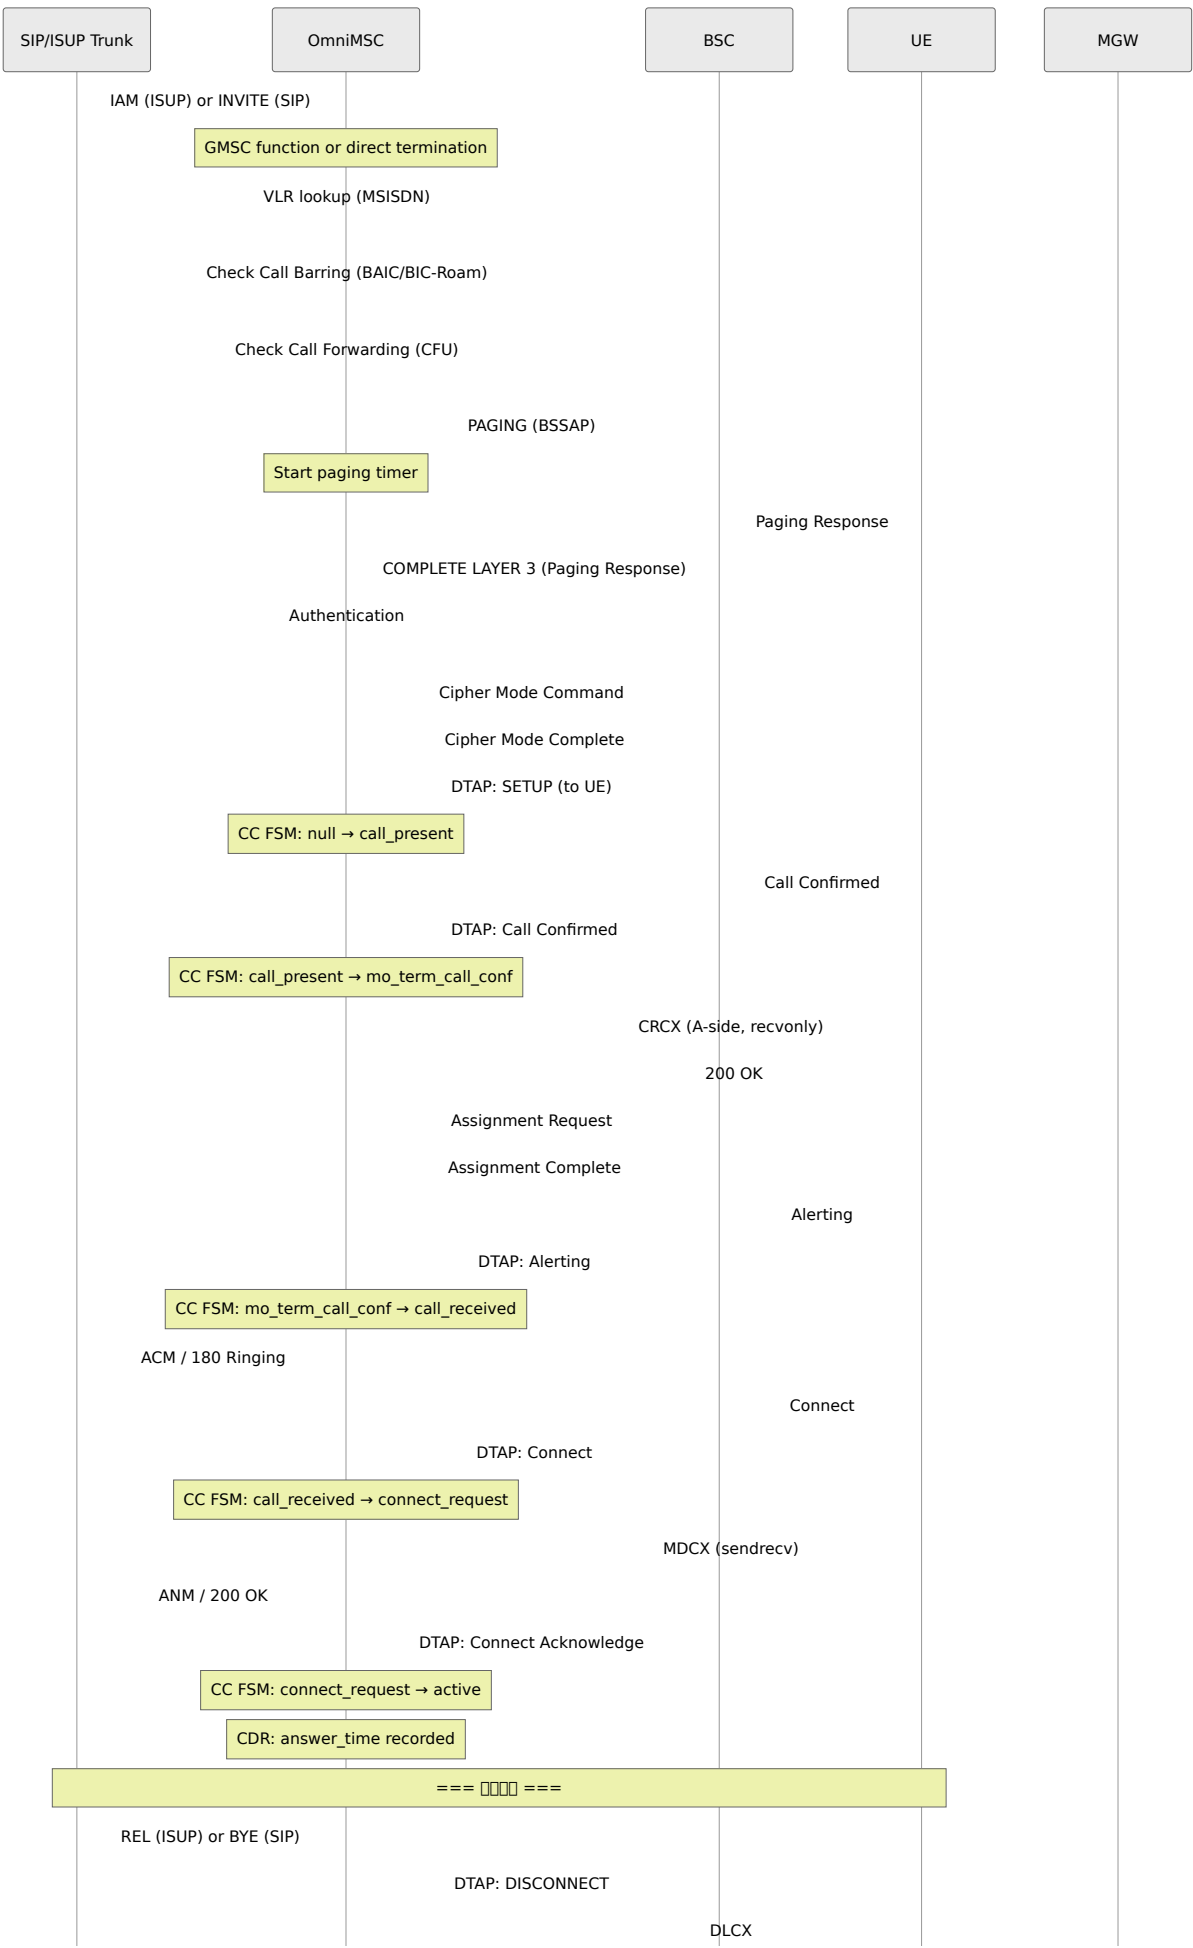 SIP/ISUP Trunk
OmniMSC
BSC
UE
MGW
IAM (ISUP) or INVITE (SIP)
GMSC function or direct termination
VLR lookup (MSISDN)
Check Call Barring (BAIC/BIC-Roam)
Check Call Forwarding (CFU)
PAGING (BSSAP)
Start paging timer
Paging Response
COMPLETE LAYER 3 (Paging Response)
Authentication
Cipher Mode Command
Cipher Mode Complete
DTAP: SETUP (to UE)
CC FSM: null → call_present
Call Confirmed
DTAP: Call Confirmed
CC FSM: call_present → mo_term_call_conf
CRCX (A-side, recvonly)
200 OK
Assignment Request
Assignment Complete
Alerting
DTAP: Alerting
CC FSM: mo_term_call_conf → call_received
ACM / 180 Ringing
Connect
DTAP: Connect
CC FSM: call_received → connect_request
MDCX (sendrecv)
ANM / 200 OK
DTAP: Connect Acknowledge
CC FSM: connect_request → active
CDR: answer_time recorded
=== ===
REL (ISUP) or BYE (SIP)
DTAP: DISCONNECT
DLCX